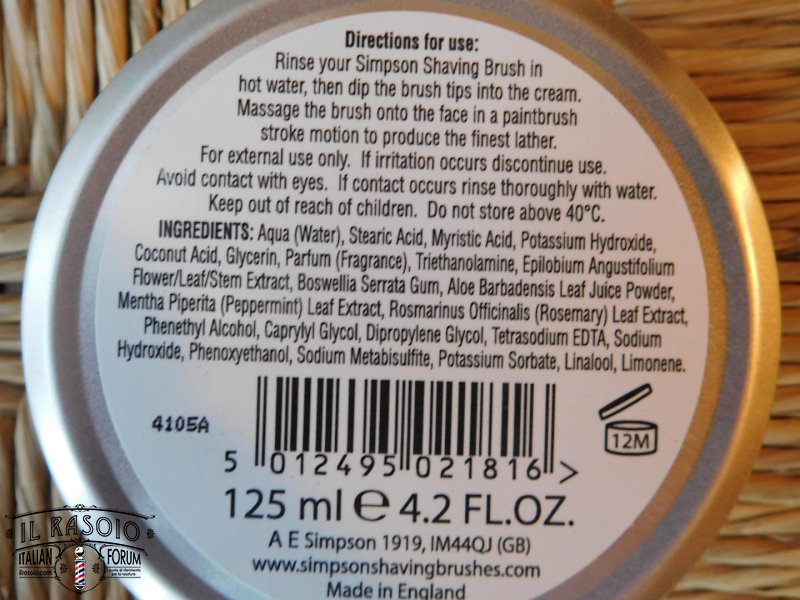 Directions for use:
Rinse your Simpson Shaving Brush in
hot water, then dip the brush tips into the cream.
Massage the brush onto the face in a paintbrush
stroke motion to produce the finest lather.
For external use only. If irritation occurs discontinue use.
Avoid contact with eyes. If contact occurs rinse thoroughly with water.
Keep out of reach of children. Do not store above 40°C.
INGREDIENTS: Aqua (Water), Stearic Acid, Myristic Acid, Potassium Hydroxide,
Coconut Acid, Glycerin, Parfum (Fragrance), Triethanolamine, Epilobium Angustifolium
Flower/Leaf/Stem Extract, Boswellia Serrata Gum, Aloe Barbadensis Leaf Juice Powder,
Mentha Piperita (Peppermint) Leaf Extract, Rosmarinus Officinalis (Rosemary) Leaf Extract,
Phenethyl Alcohol, Caprylyl Glycol, Dipropylene Glycol, Tetrasodium EDTA, Sodium
Hydroxide, Phenoxyethanol, Sodium Metabisulfite, Potassium Sorbate, Linalool, Limonene.
4105A
12M
5 012495 021816 >
125 ml e 4.2 FL.OZ.
A E Simpson 1919, IM44QJ (GB)
www.simpsonshavingbrushes.com
Made in England
IL RASOIO
ITALIAN FORUM
ilrasoio.com